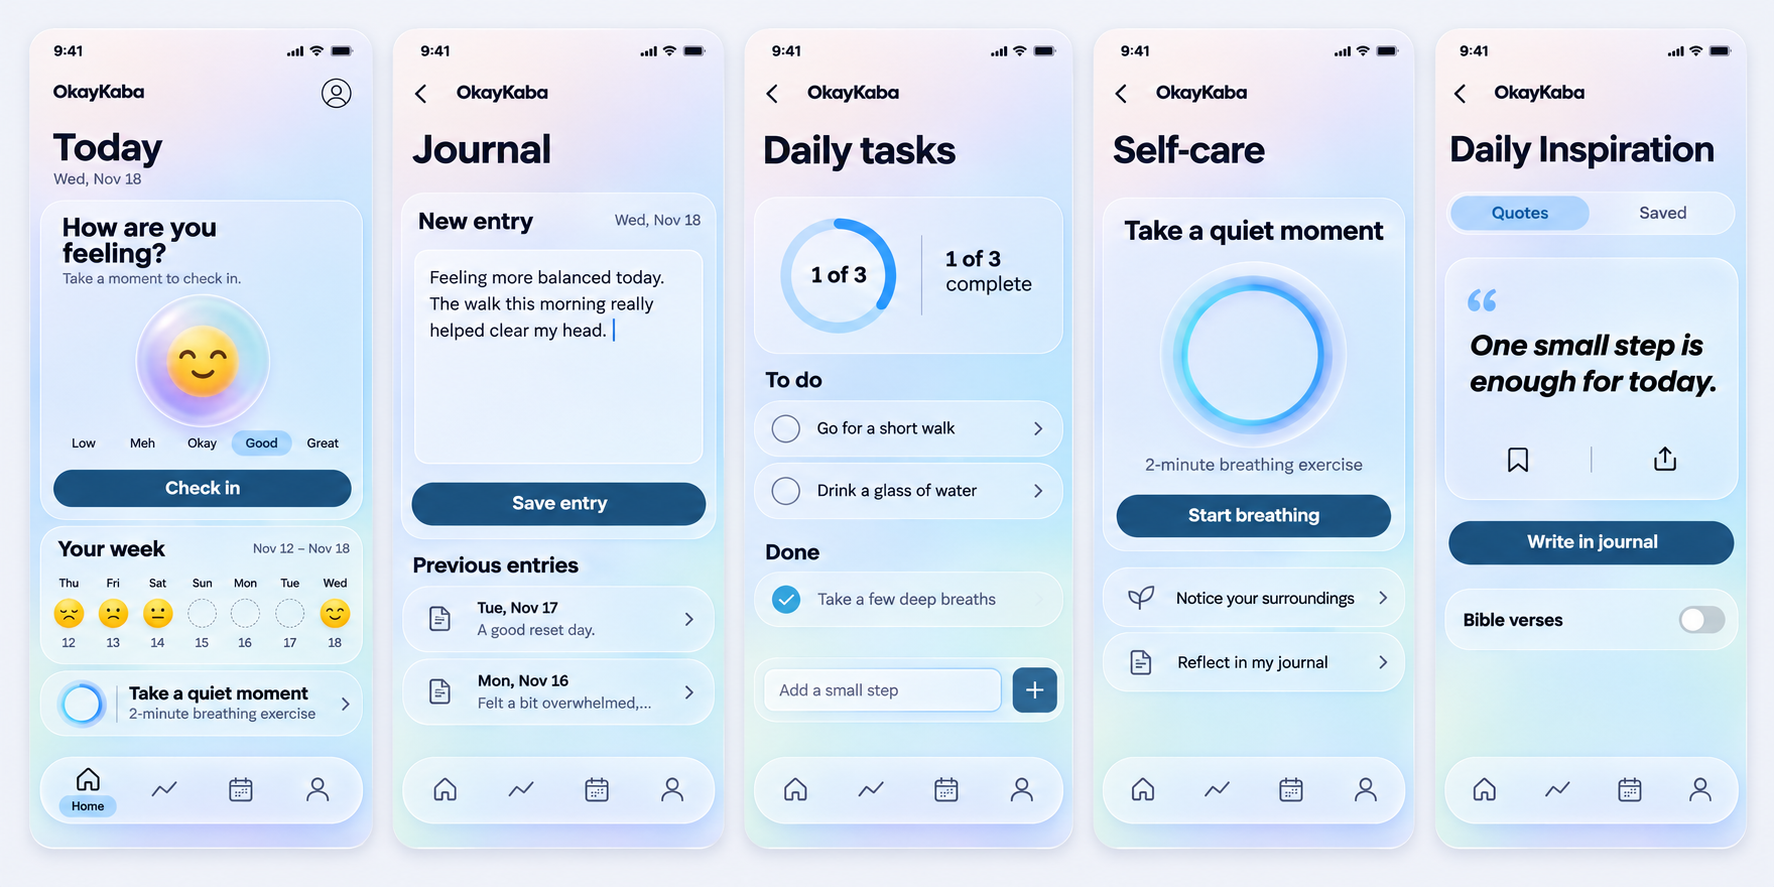 9:41
OkayKaba
Today
Wed, Nov 18
How are you
feeling?
Take a moment to check in.
Low Meh Okay Good Great
Check in
Your week Nov 12 – Nov 18
Thu Fri Sat Sun Mon Tue Wed
12 13 14 15 16 17 18
Take a quiet moment
2-minute breathing exercise
Home
9:41
OkayKaba
Journal
New entry Wed, Nov 18
Feeling more balanced today.
The walk this morning really
helped clear my head.
Save entry
Previous entries
Tue, Nov 17
A good reset day.
Mon, Nov 16
Felt a bit overwhelmed,...
9:41
OkayKaba
Daily tasks
1 of 3
1 of 3
complete
To do
Go for a short walk
Drink a glass of water
Done
Take a few deep breaths
Add a small step
9:41
OkayKaba
Self-care
Take a quiet moment
2-minute breathing exercise
Start breathing
Notice your surroundings
Reflect in my journal
9:41
OkayKaba
Daily Inspiration
Quotes Saved
“
One small step is
enough for today.
Write in journal
Bible verses